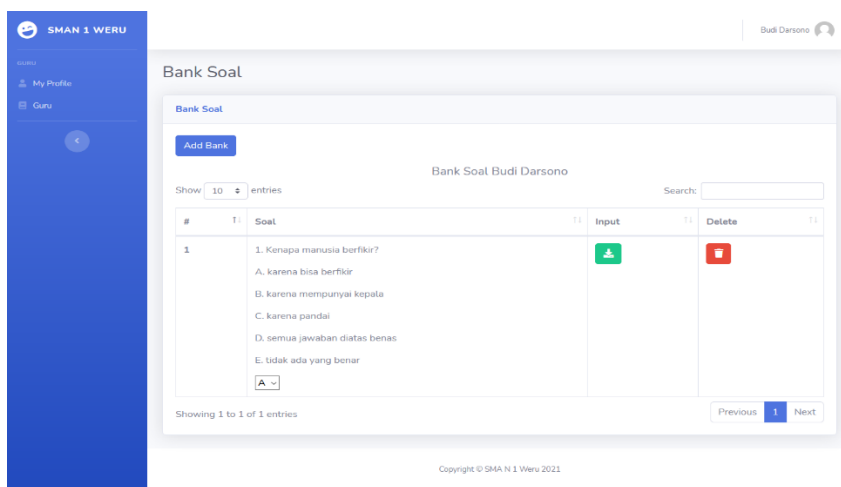 SMAN 1 WERU
Budi Darsono
GURU
My Profile
Guru
Bank Soal
Bank Soal
Add Bank
Bank Soal Budi Darsono
Show 10 entries
Search:
# Soal Input Delete
1 1. Kenapa manusia berfikir?
A. karena bisa berfikir
B. karena mempunyai kepala
C. karena pandai
D. semua jawaban diatas benas
E. tidak ada yang benar
A
Showing 1 to 1 of 1 entries
Previous 1 Next
Copyright © SMA N 1 Weru 2021